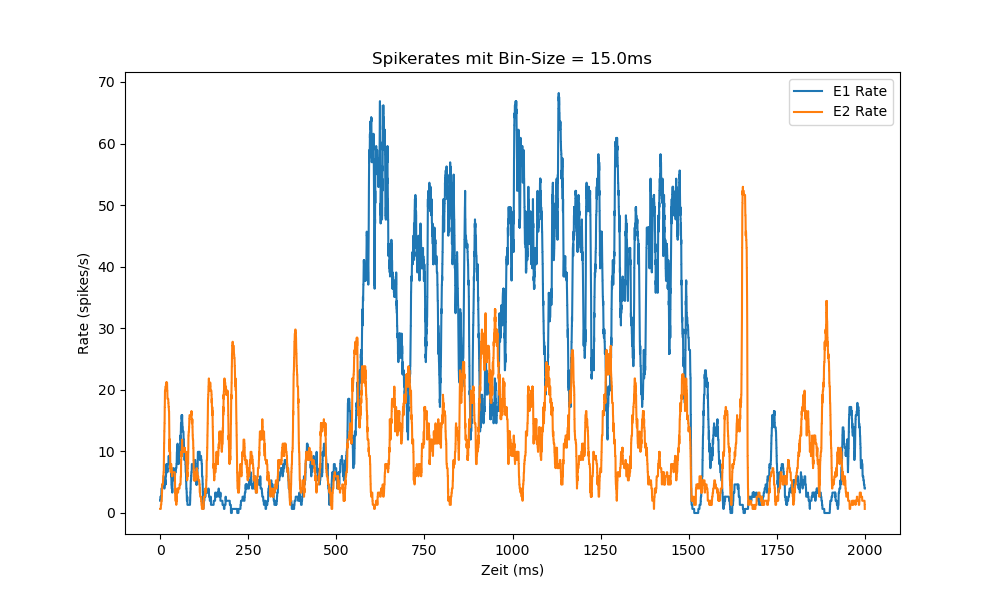 Spikerates mit Bin-Size = 15.0ms
70
60
50
40
30
20
10
0
Rate (spikes/s)
E1 Rate
E2 Rate
0 250 500 750 1000 1250 1500 1750 2000
Zeit (ms)